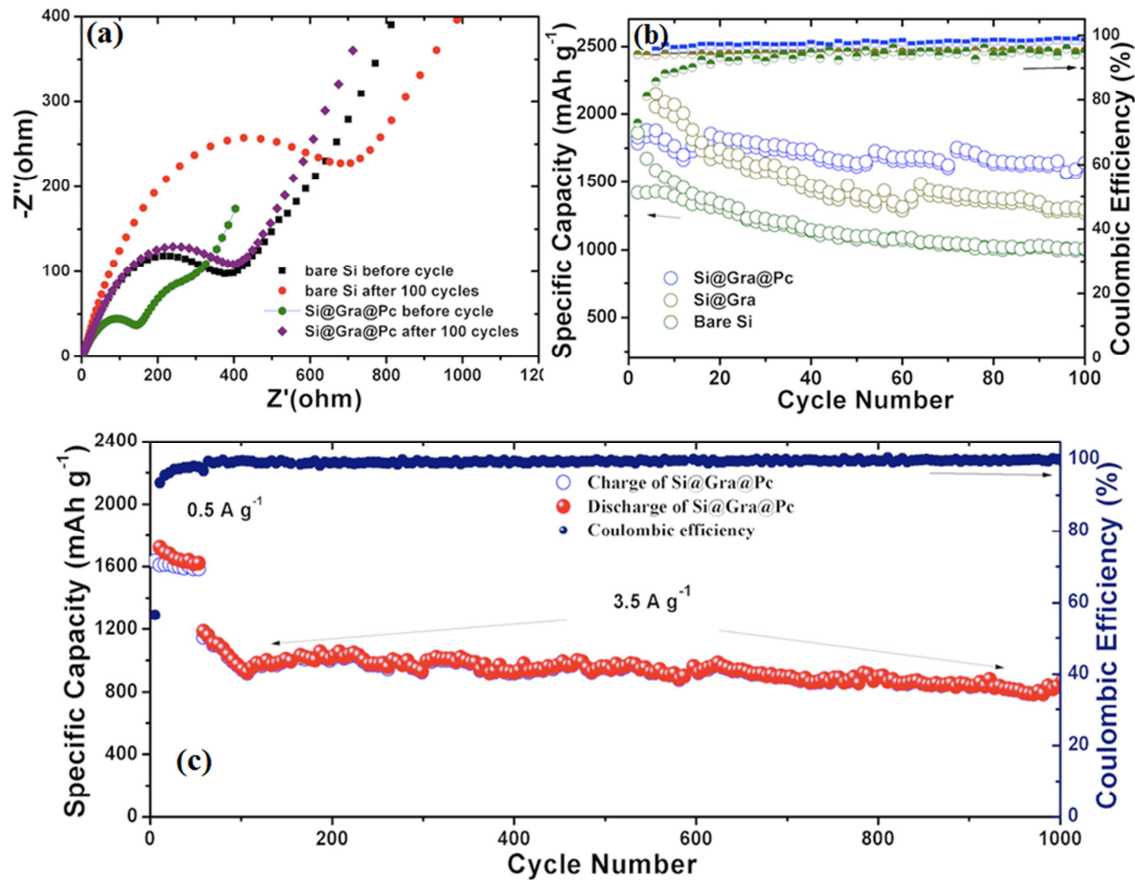 (a)
400
300
200
100
0
-Z''(ohm)
bare Si before cycle
bare Si after 100 cycles
Si@Gra@Pc before cycle
Si@Gra@Pc after 100 cycles
0 200 400 600 800 1000 120
Z'(ohm)
(b)
2500
2000
1750
1500
1000
500
Specific Capacity (mAh g⁻¹)
100
80
60
40
20
0
Coulombic Efficiency (%)
Si@Gra@Pc
Si@Gra
Bare Si
0 20 40 60 80 100
Cycle Number
2400
2000
1600
1200
800
400
0
Specific Capacity (mAh g⁻¹)
0.5 A g⁻¹
Charge of Si@Gra@Pc
Discharge of Si@Gra@Pc
Coulombic efficiency
3.5 A g⁻¹
(c)
100
80
60
40
20
0
Coulombic Efficiency (%)
0 200 400 600 800 1000
Cycle Number